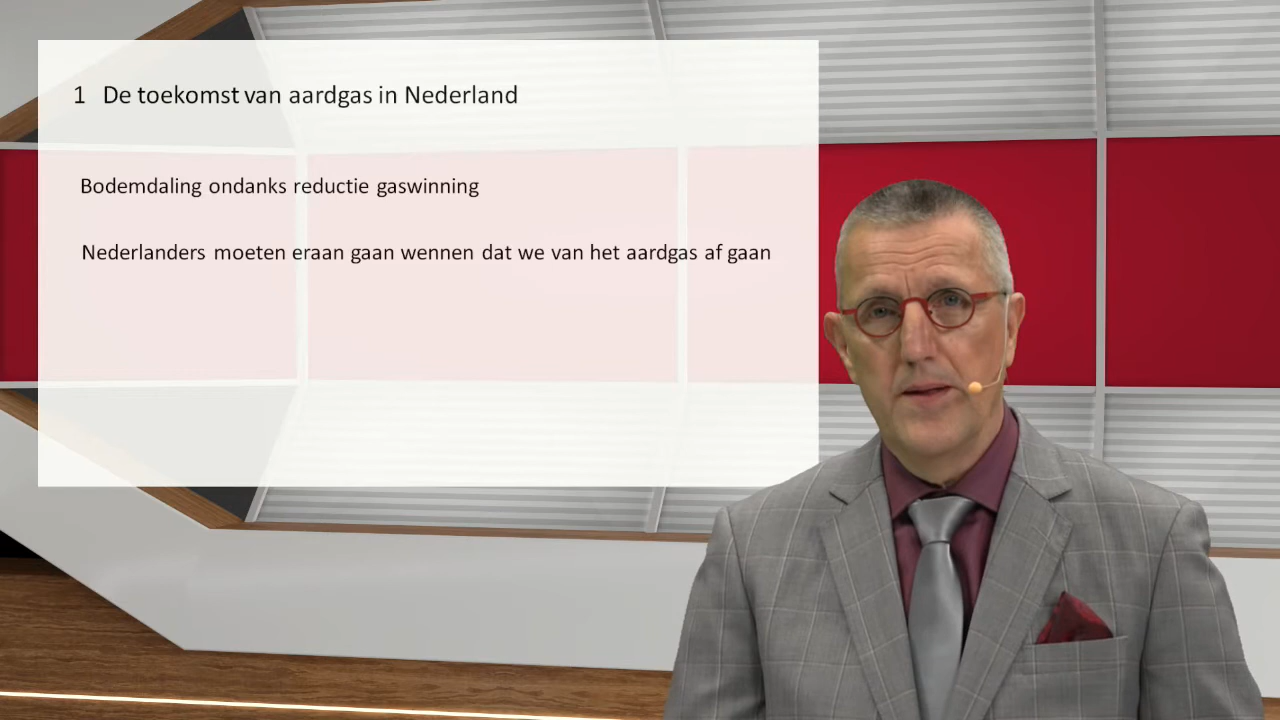 1 De toekomst van aardgas in Nederland
Bodemdaling ondanks reductie gaswinning
Nederlanders moeten eraan gaan wennen dat we van het aardgas af gaan